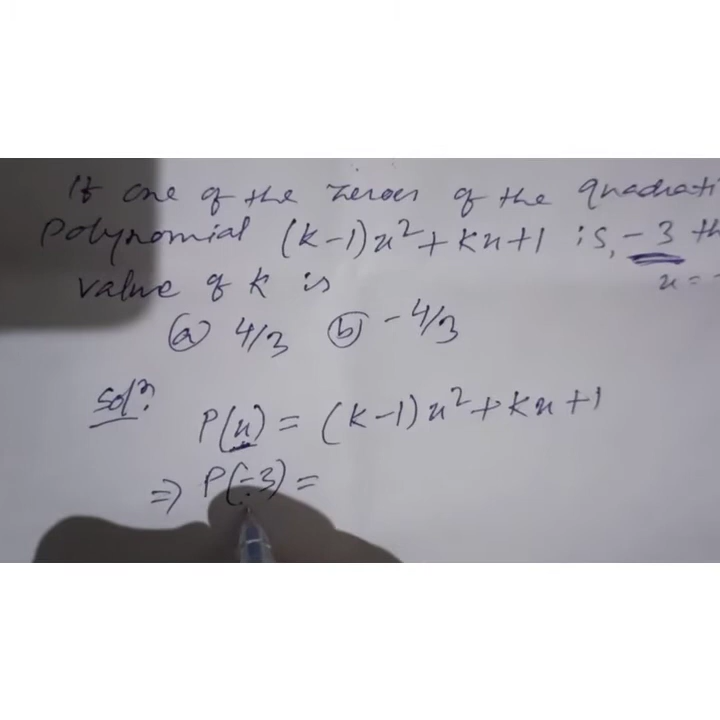 If one of the zeroes of the quadrati
Polynomial (k-1)x²+kx+1 is, -3 th
value of k is x = -
(a) 4/3 (b) -4/3
Solⁿ:
P(x) = (k-1)x²+kx+1
⇒ P(-3) =